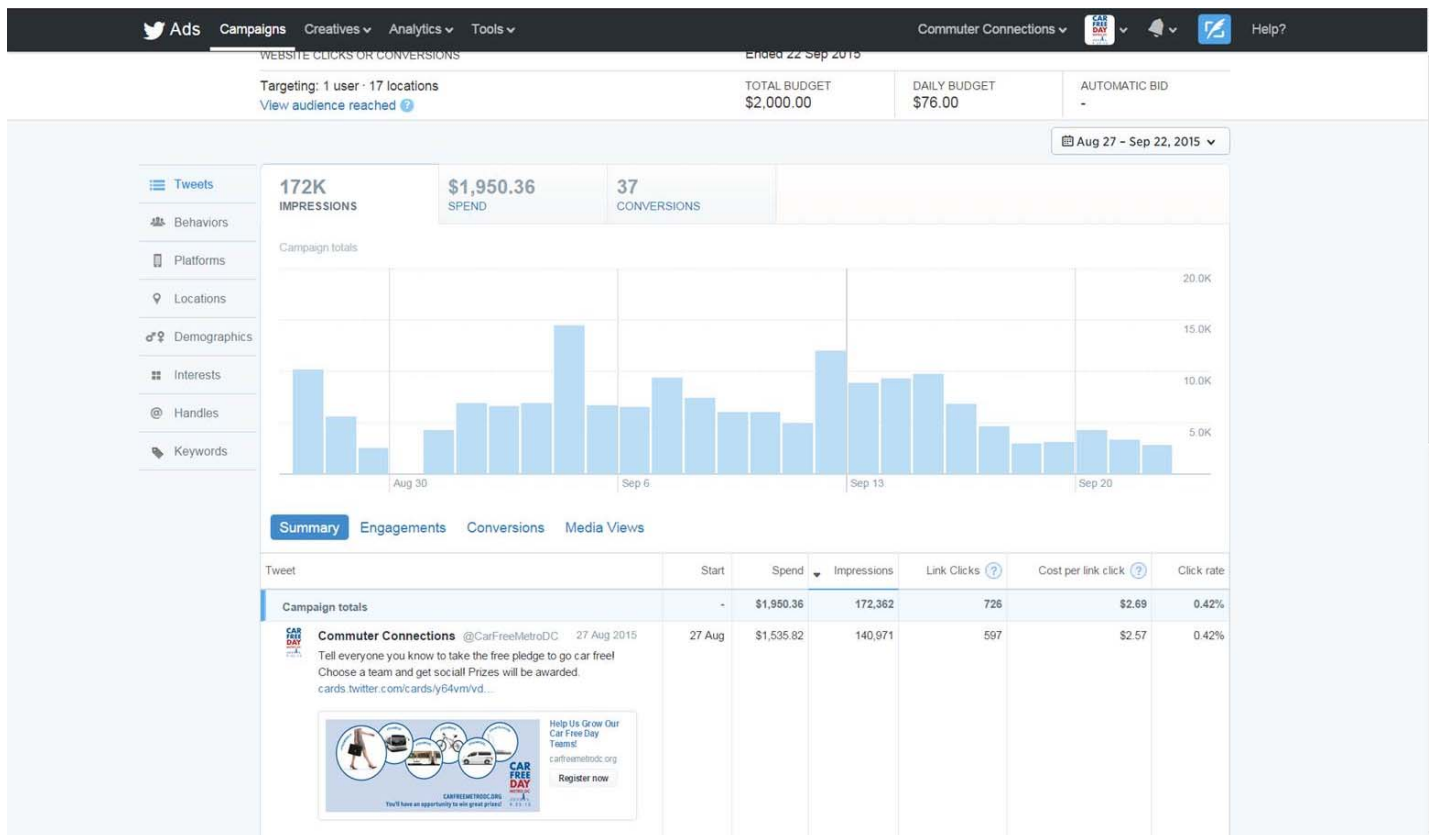 Ads Campaigns Creatives Analytics Tools Commuter Connections CAR FREE DAY Help?
WEBSITE CLICKS OR CONVERSIONS Ended 22 Sep 2015
Targeting: 1 user · 17 locations TOTAL BUDGET DAILY BUDGET AUTOMATIC BID
View audience reached ? $2,000.00 $76.00 -
Aug 27 - Sep 22, 2015
Tweets
Behaviors
Platforms
Locations
Demographics
Interests
@ Handles
Keywords
172K $1,950.36 37
IMPRESSIONS SPEND CONVERSIONS
Campaign totals
20.0K
15.0K
10.0K
5.0K
Aug 30 Sep 6 Sep 13 Sep 20
Summary Engagements Conversions Media Views
Tweet Start Spend Impressions Link Clicks ? Cost per link click ? Click rate
Campaign totals - $1,950.36 172,362 726 $2.69 0.42%
CAR FREE DAY
Commuter Connections @CarFreeMetroDC 27 Aug 2015 27 Aug $1,535.82 140,971 597 $2.57 0.42%
Tell everyone you know to take the free pledge to go car free!
Choose a team and get social! Prizes will be awarded.
cards.twitter.com/cards/y64vm/vd...
Help Us Grow Our
Car Free Day
Teams!
carfreemetrodc.org
Register now
CAR
FREE
DAY
CARFREEMETRODC.ORG
You'll have an opportunity to win great prizes!